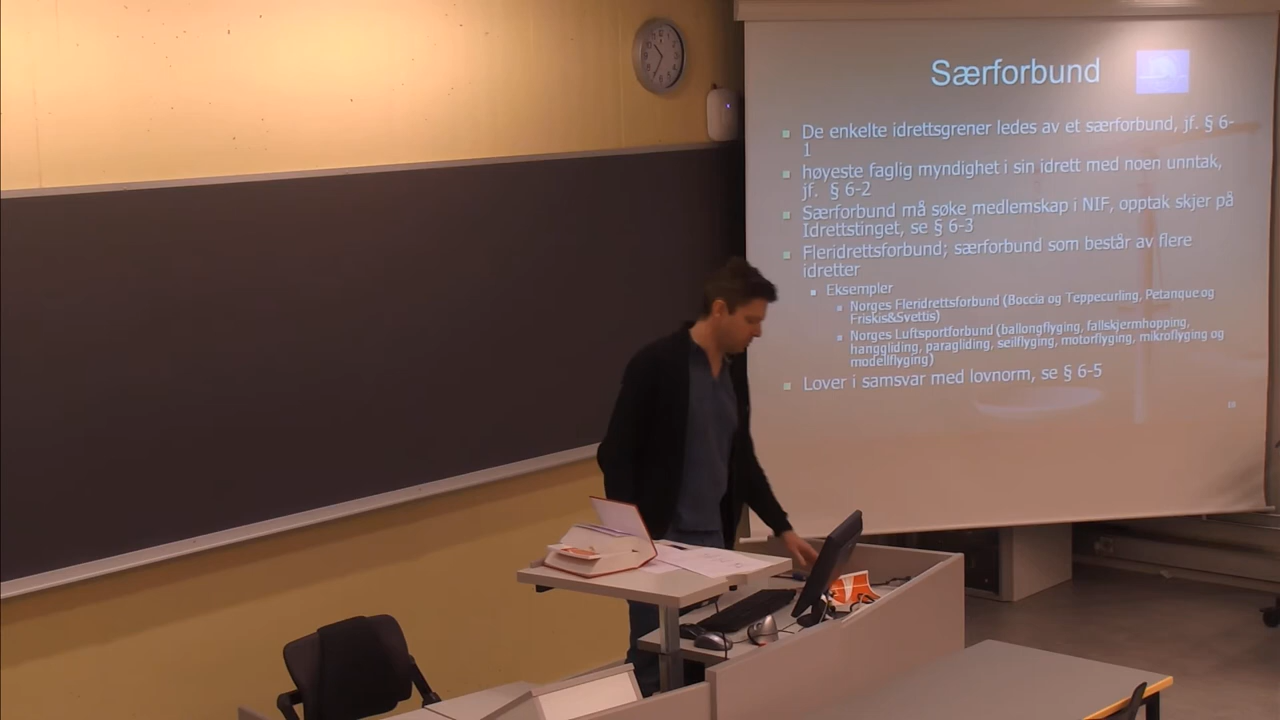 Særforbund
De enkelte idrettsgrener ledes av et særforbund, jf. § 6-
1
høyeste faglig myndighet i sin idrett med noen unntak,
jf. § 6-2
Særforbund må søke medlemskap i NIF, opptak skjer på
Idrettstinget, se § 6-3
Fleridrettsforbund; særforbund som består av flere
idretter
Eksempler
Norges Fleridrettsforbund (Boccia og Teppecurling, Petanque og
Friskis&Svettis)
Norges Luftsportforbund (ballongflyging, fallskjermhopping,
hanggliding, paragliding, seilflyging, motorflyging, mikroflyging og
modellflyging)
Lover i samsvar med lovnorm, se § 6-5